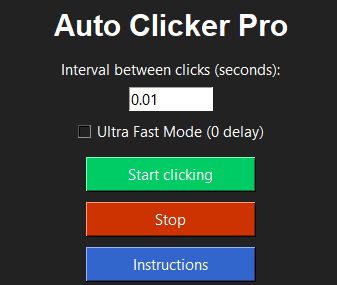 Auto Clicker Pro
Interval between clicks (seconds):
0.01
Ultra Fast Mode (0 delay)
Start clicking
Stop
Instructions